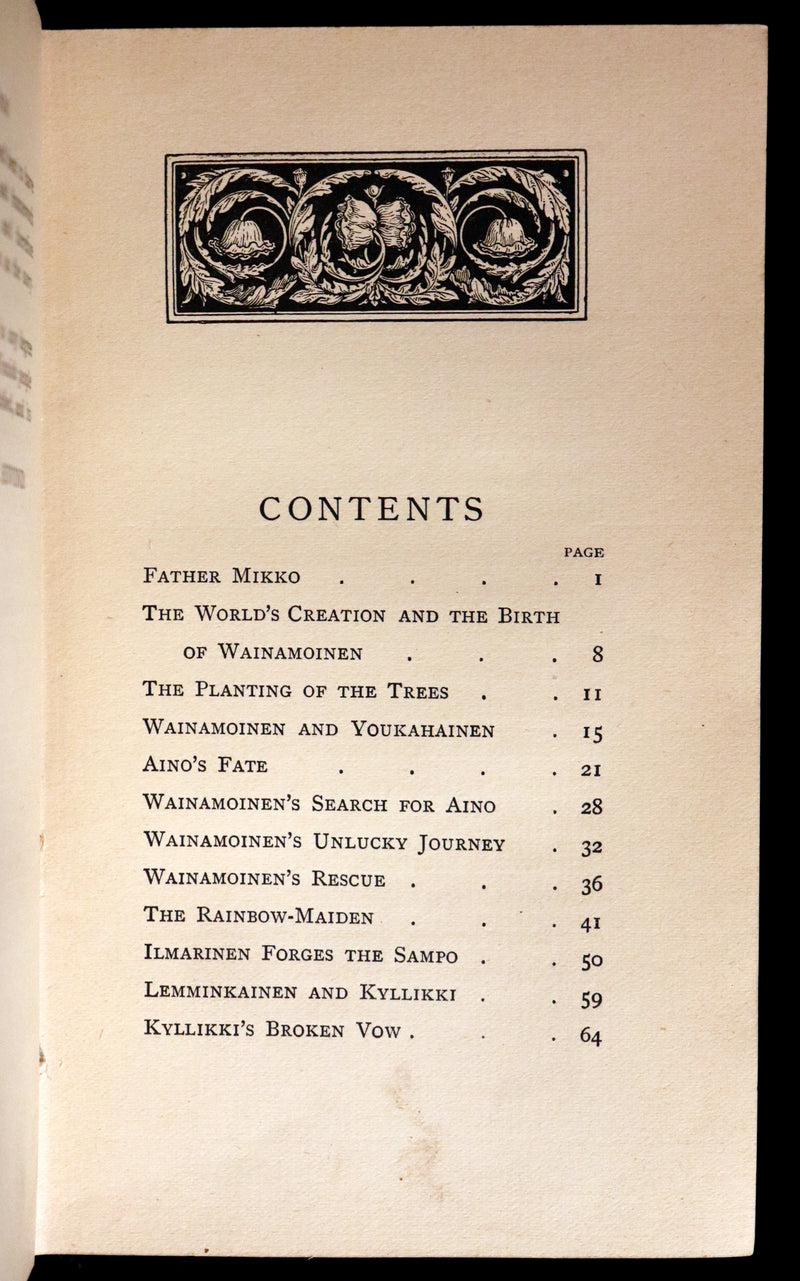 CONTENTS
PAGE
FATHER MIKKO . . . . 1
THE WORLD'S CREATION AND THE BIRTH
OF WAINAMOINEN . . . 8
THE PLANTING OF THE TREES . . 11
WAINAMOINEN AND YOUKAHAINEN . 15
AINO'S FATE . . . . 21
WAINAMOINEN'S SEARCH FOR AINO . 28
WAINAMOINEN'S UNLUCKY JOURNEY . 32
WAINAMOINEN'S RESCUE . . . 36
THE RAINBOW-MAIDEN . . . 41
ILMARINEN FORGES THE SAMPO . . 50
LEMMINKAINEN AND KYLLIKKI . . 59
KYLLIKKI'S BROKEN VOW . . . 64